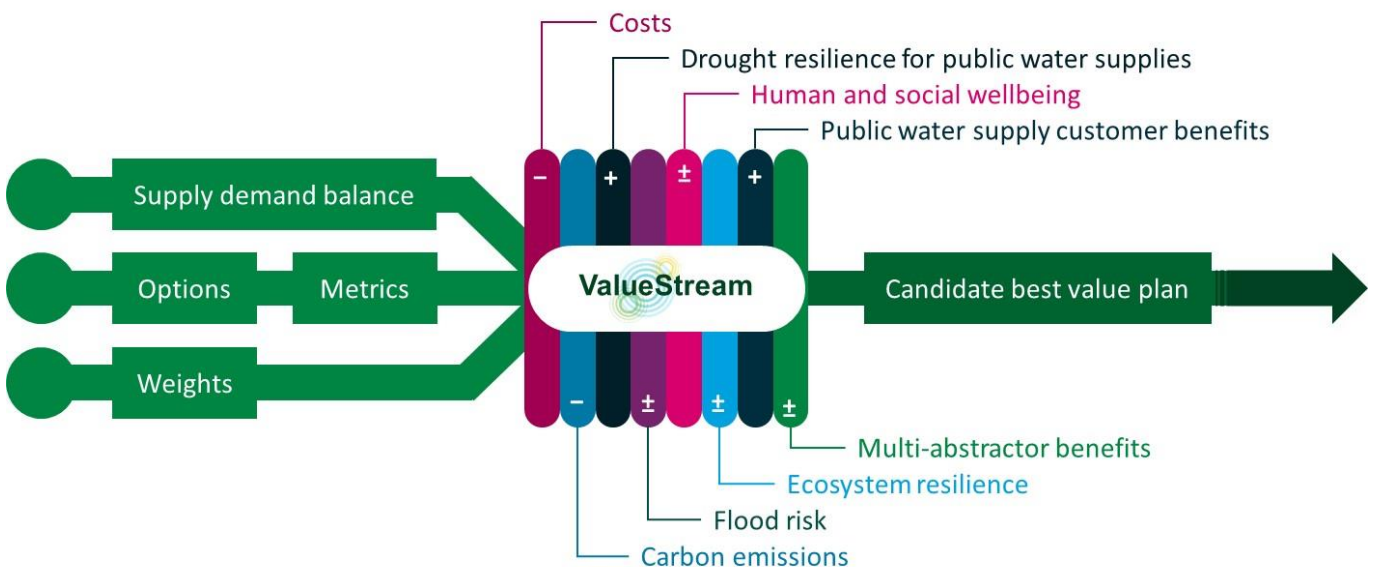 Costs
Drought resilience for public water supplies
Human and social wellbeing
Public water supply customer benefits
− + ± +
Supply demand balance
Options
Metrics
ValueStream
Candidate best value plan
Weights
− ± ± ±
Multi-abstractor benefits
Ecosystem resilience
Flood risk
Carbon emissions